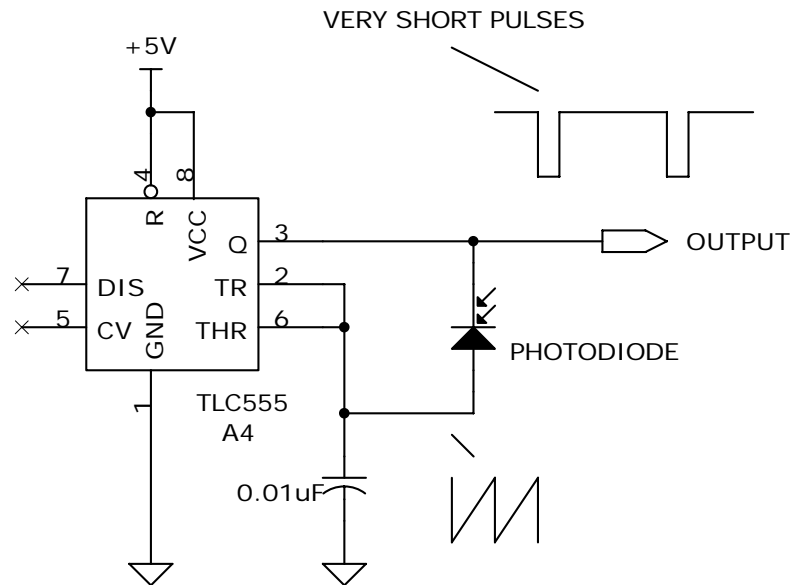 VERY SHORT PULSES
+5V
4
8
R
VCC
Q
3
OUTPUT
7
DIS
TR
2
5
CV
GND
THR
6
PHOTODIODE
1
TLC555
A4
0.01uF